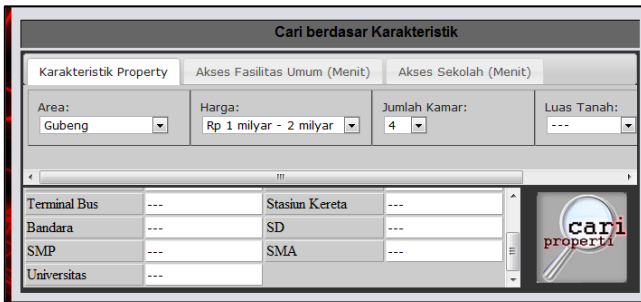 Cari berdasar Karakteristik
Karakteristik Property Akses Fasilitas Umum (Menit) Akses Sekolah (Menit)
Area: Harga: Jumlah Kamar: Luas Tanah:
Gubeng Rp 1 milyar - 2 milyar 4 ---
Terminal Bus --- Stasiun Kereta ---
Bandara --- SD ---
SMP --- SMA ---
Universitas ---
cari
properti